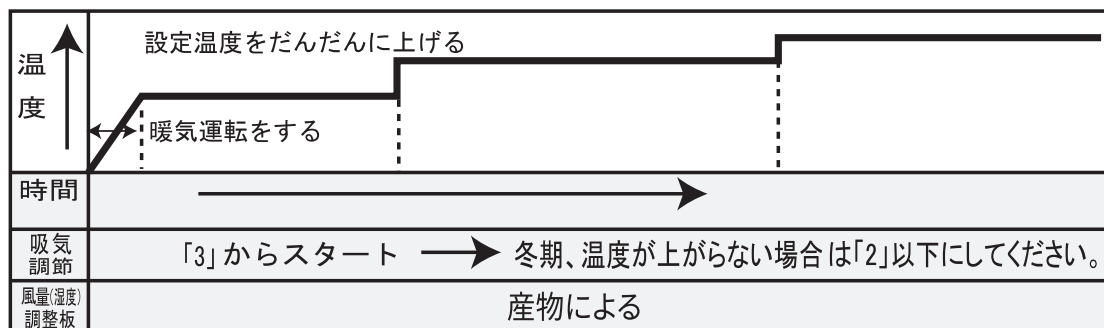 設定温度をだんだんに上げる
温度
暖気運転をする
時間
吸気調節
「3」からスタート
冬期、温度が上がらない場合は「2」以下にしてください。
風量(湿度)調整板
産物による